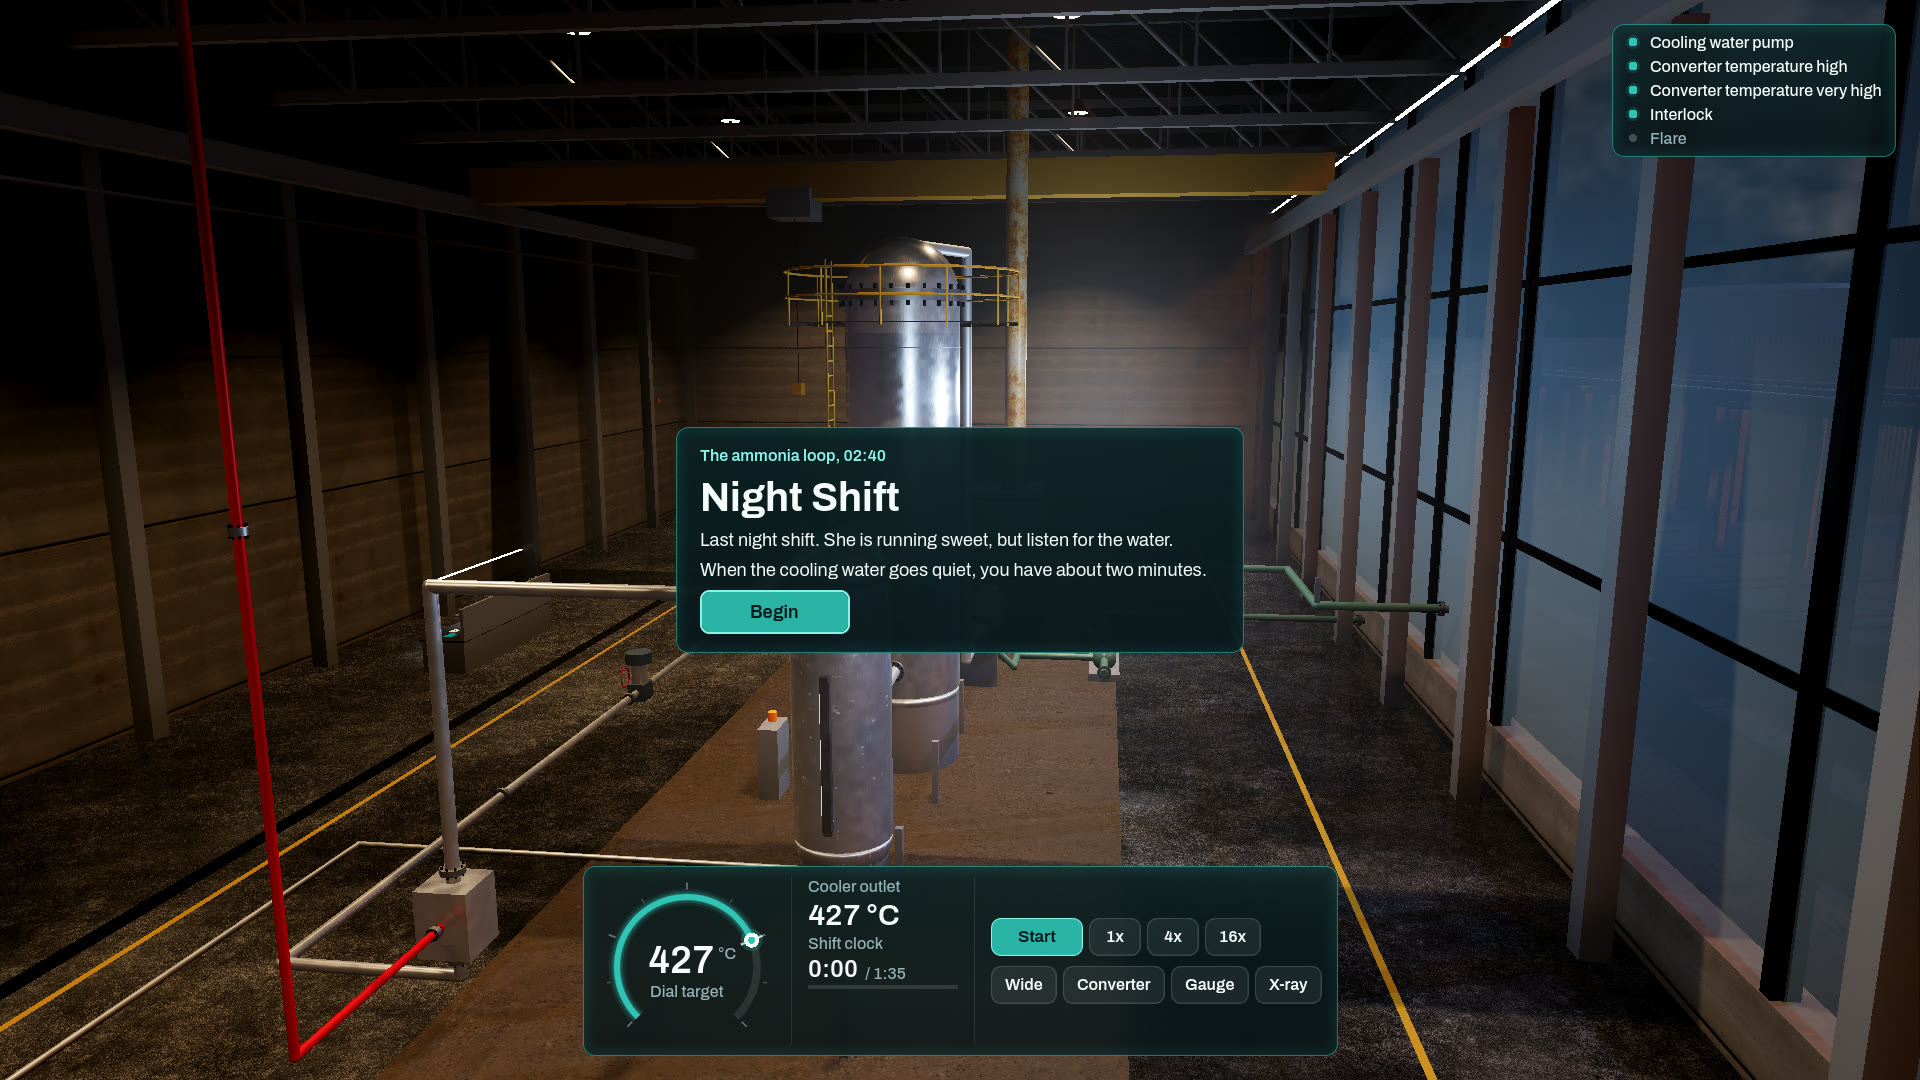 Cooling water pump
Converter temperature high
Converter temperature very high
Interlock
Flare
The ammonia loop, 02:40
Night Shift
Last night shift. She is running sweet, but listen for the water.
When the cooling water goes quiet, you have about two minutes.
Begin
427 °C
Dial target
Cooler outlet
427 °C
Shift clock
0:00 / 1:35
Start 1x 4x 16x
Wide Converter Gauge X-ray